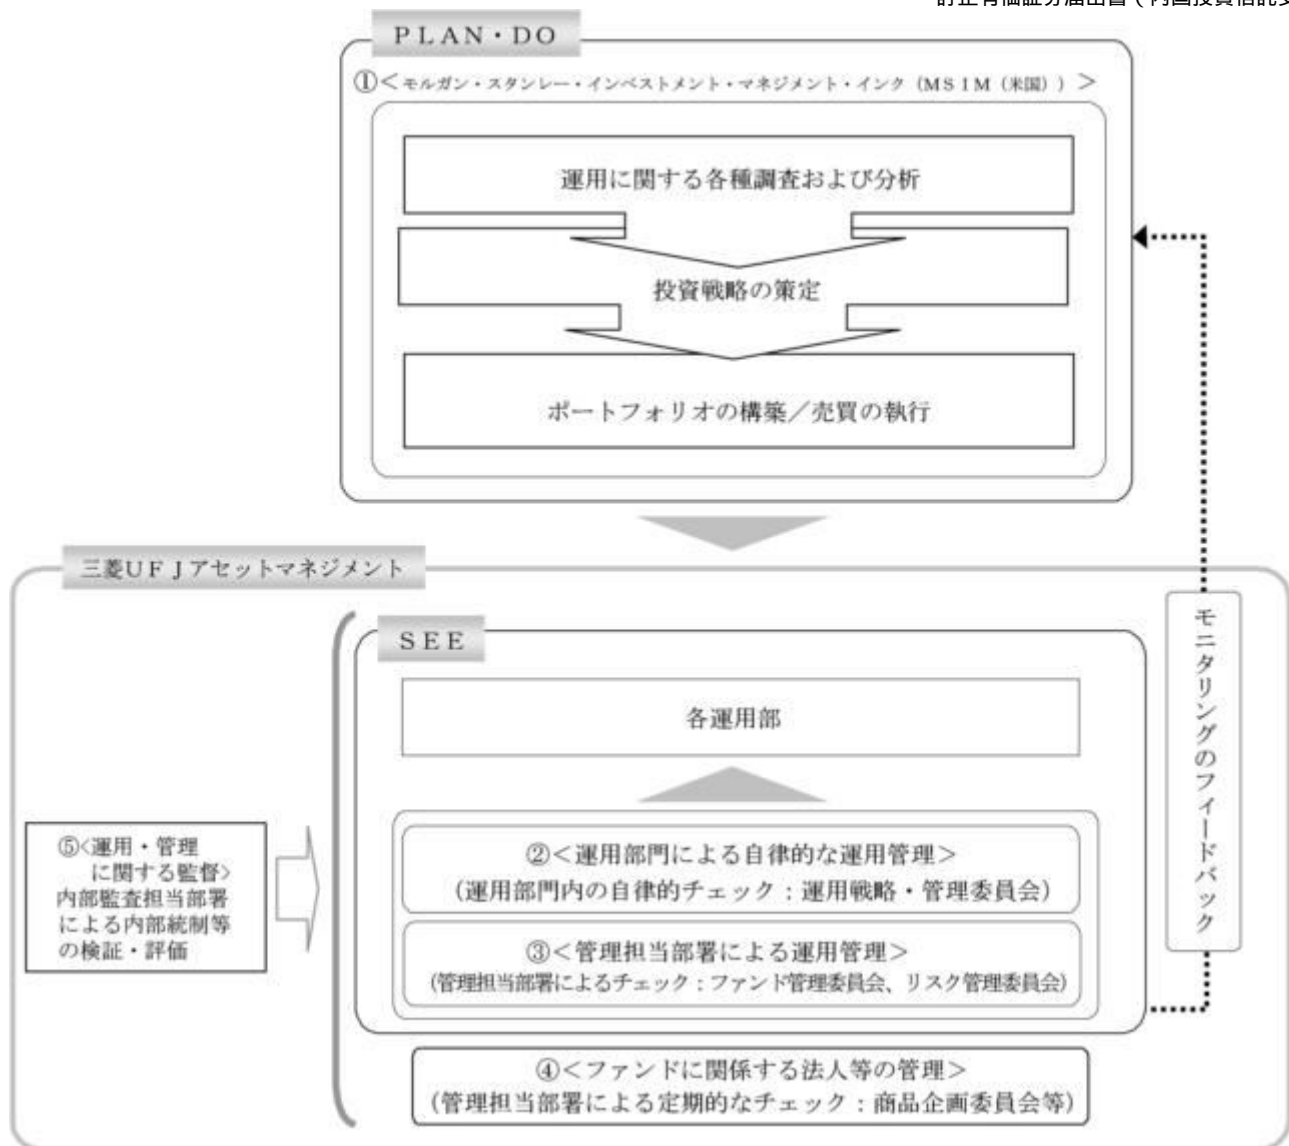 PLAN・DO
①＜モルガン・スタンレー・インベストメント・マネジメント・インク（MSIM（米国））＞
運用に関する各種調査および分析
投資戦略の策定
ポートフォリオの構築／売買の執行
三菱UFJアセットマネジメント
SEE
各運用部
モニタリングのフィードバック
②＜運用部門による自律的な運用管理＞
（運用部門内の自律的チェック：運用戦略・管理委員会）
③＜管理担当部署による運用管理＞
（管理担当部署によるチェック：ファンド管理委員会、リスク管理委員会）
⑤＜運用・管理
に関する監督＞
内部監査担当部署
による内部統制等
の検証・評価
④＜ファンドに関係する法人等の管理＞
（管理担当部署による定期的なチェック：商品企画委員会等）